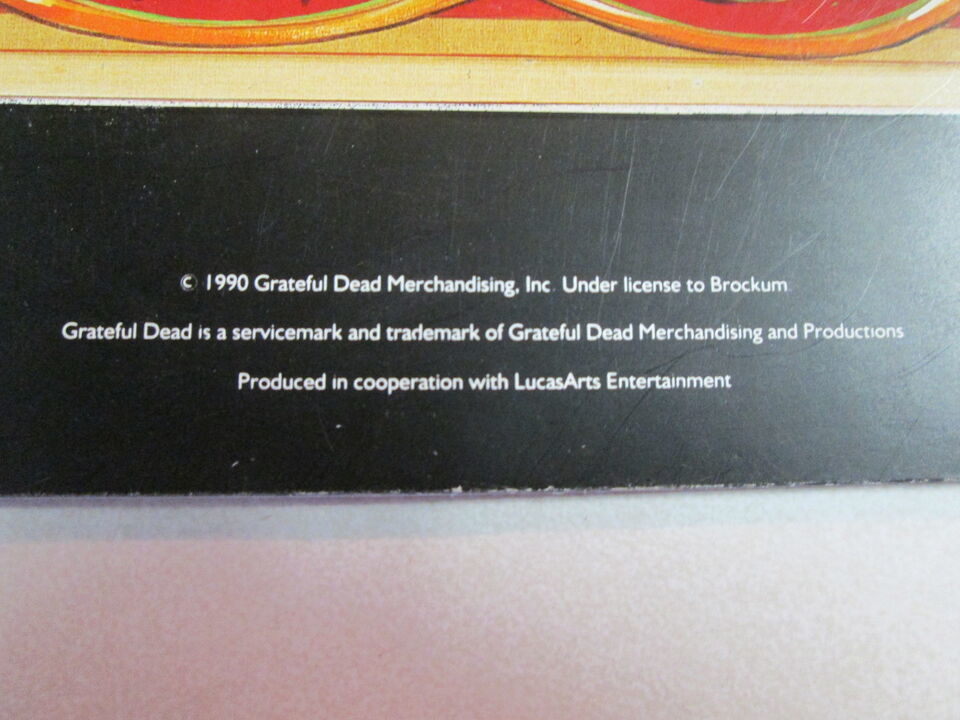 © 1990 Grateful Dead Merchandising, Inc. Under license to Brockum
Grateful Dead is a servicemark and trademark of Grateful Dead Merchandising and Productions
Produced in cooperation with LucasArts Entertainment